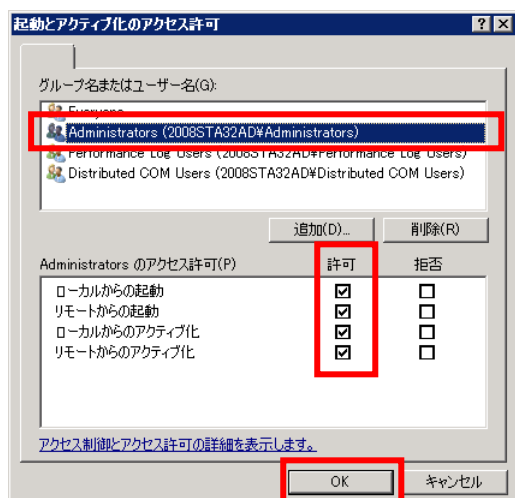 起動とアクティブ化のアクセス許可
グループ名またはユーザー名(G):
Everyone
Administrators (2008STA32AD¥Administrators)
Performance Log Users (2008STA32AD¥Performance Log Users)
Distributed COM Users (2008STA32AD¥Distributed COM Users)
追加(D)... 削除(R)
Administrators のアクセス許可(P) 許可 拒否
ローカルからの起動
リモートからの起動
ローカルからのアクティブ化
リモートからのアクティブ化
アクセス制御とアクセス許可の詳細を表示します。
OK キャンセル